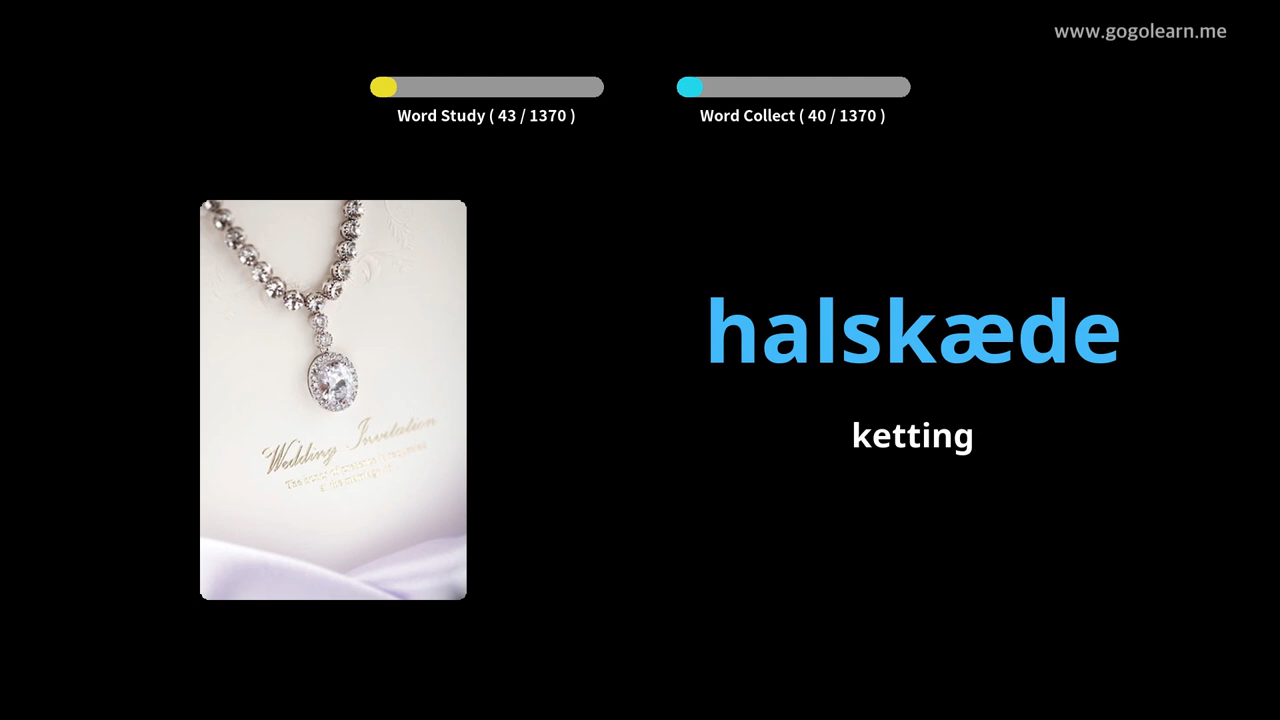 www.gogolearn.me
Word Study ( 43 / 1370 )
Word Collect ( 40 / 1370 )
halskæde
ketting
Wedding Invitation